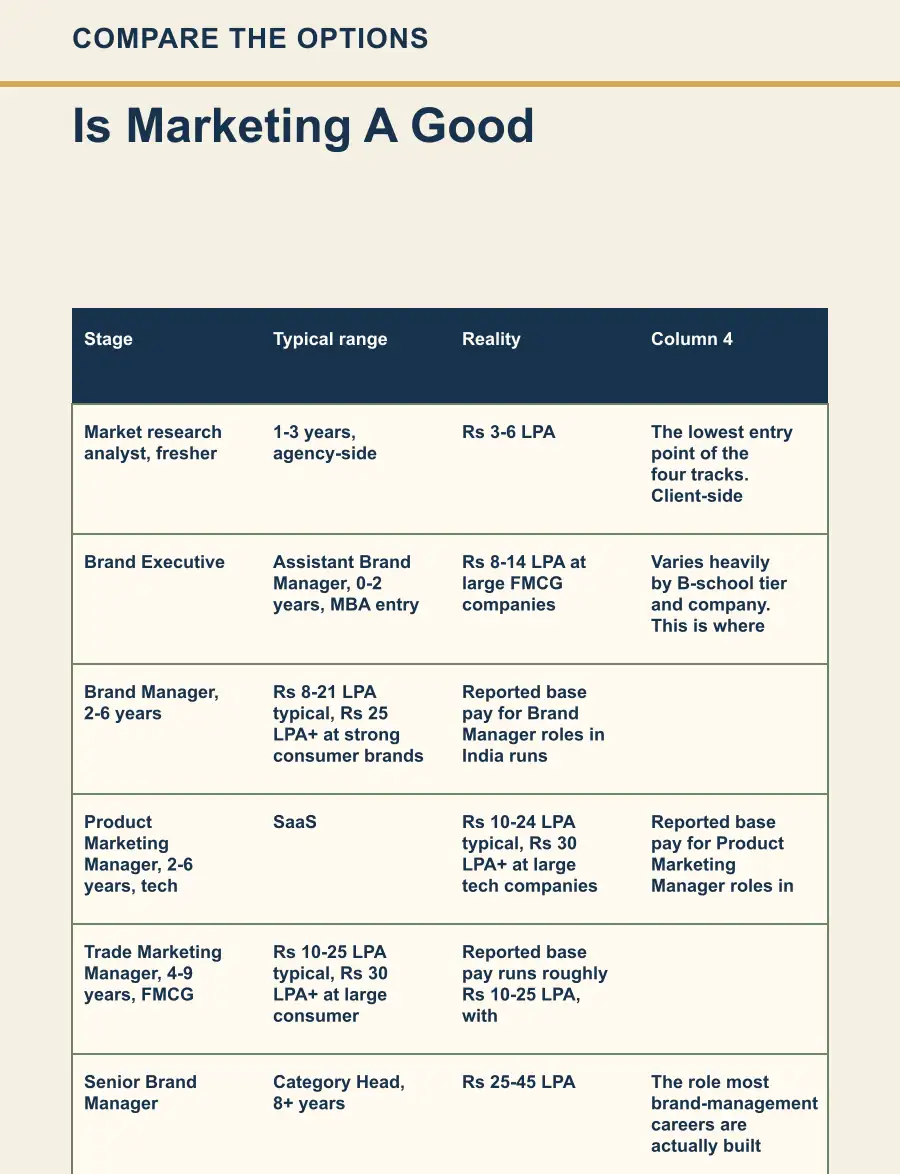 COMPARE THE OPTIONS
Is Marketing A Good
Stage
Typical range
Reality
Column 4
Market research
analyst, fresher
1-3 years,
agency-side
Rs 3-6 LPA
The lowest entry
point of the
four tracks.
Client-side
Brand Executive
Assistant Brand
Manager, 0-2
years, MBA entry
Rs 8-14 LPA at
large FMCG
companies
Varies heavily
by B-school tier
and company.
This is where
Brand Manager,
2-6 years
Rs 8-21 LPA
typical, Rs 25
LPA+ at strong
consumer brands
Reported base
pay for Brand
Manager roles in
India runs
Product
Marketing
Manager, 2-6
years, tech
SaaS
Rs 10-24 LPA
typical, Rs 30
LPA+ at large
tech companies
Reported base
pay for Product
Marketing
Manager roles in
Trade Marketing
Manager, 4-9
years, FMCG
Rs 10-25 LPA
typical, Rs 30
LPA+ at large
consumer
Reported base
pay runs roughly
Rs 10-25 LPA,
with
Senior Brand
Manager
Category Head,
8+ years
Rs 25-45 LPA
The role most
brand-management
careers are
actually built